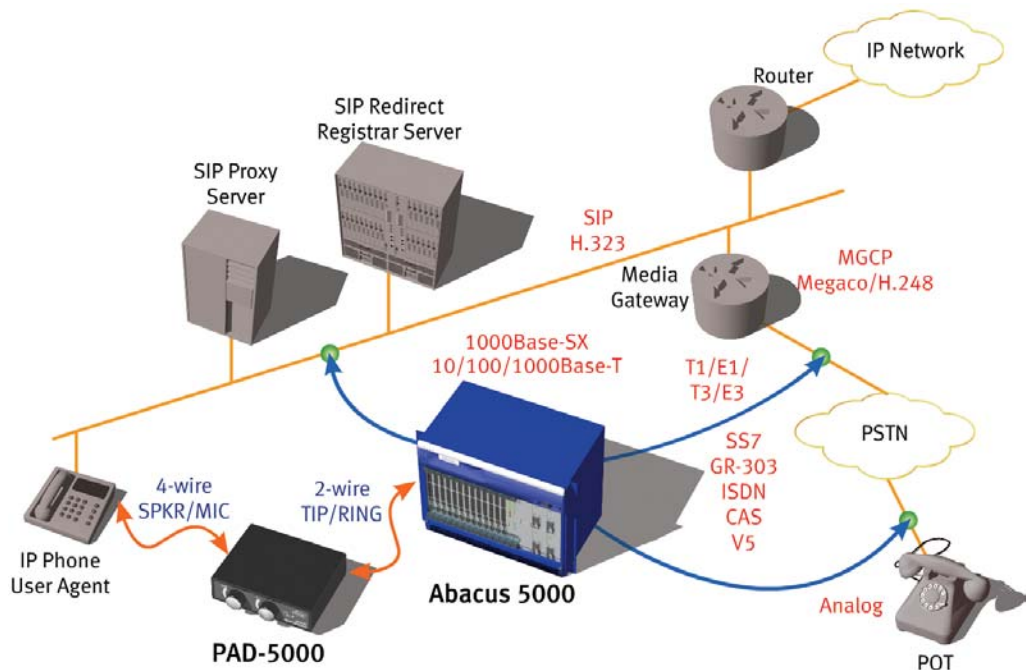 IP Network
Router
SIP Redirect
Registrar Server
SIP Proxy
Server
SIP
H.323
Media
Gateway
MGCP
Megaco/H.248
1000Base-SX
10/100/1000Base-T
T1/E1/
T3/E3
PSTN
SS7
GR-303
ISDN
CAS
V5
4-wire
SPKR/MIC
2-wire
TIP/RING
IP Phone
User Agent
Abacus 5000
Analog
PAD-5000
POT